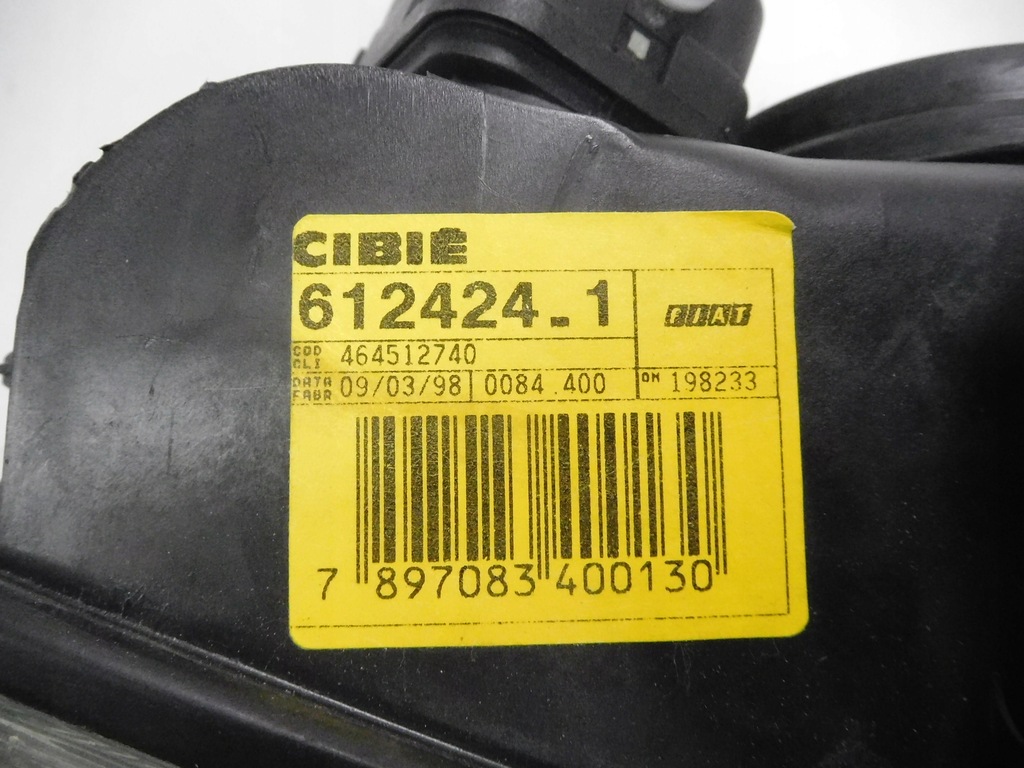 CIBIÉ
612424.1
FIAT
COD CLI 464512740
DATA FABR 09/03/98 0084.400 OM 198233
7 897083 400130